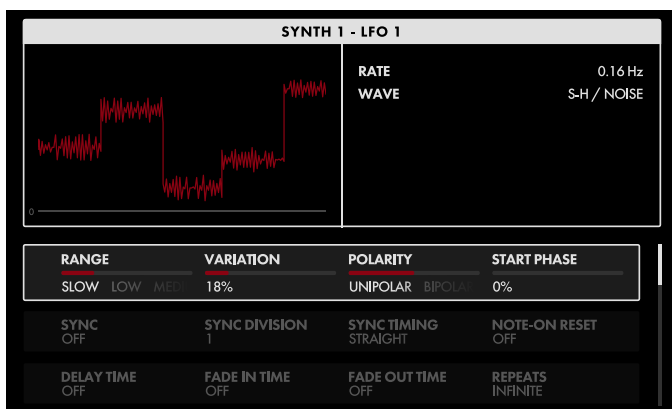 SYNTH 1 - LFO 1
RATE 0.16 Hz
WAVE S-H / NOISE
0
RANGE VARIATION POLARITY START PHASE
SLOW LOW MEDI 18% UNIPOLAR BIPOLAR 0%
SYNC SYNC DIVISION SYNC TIMING NOTE-ON RESET
OFF 1 STRAIGHT OFF
DELAY TIME FADE IN TIME FADE OUT TIME REPEATS
OFF OFF OFF INFINITE